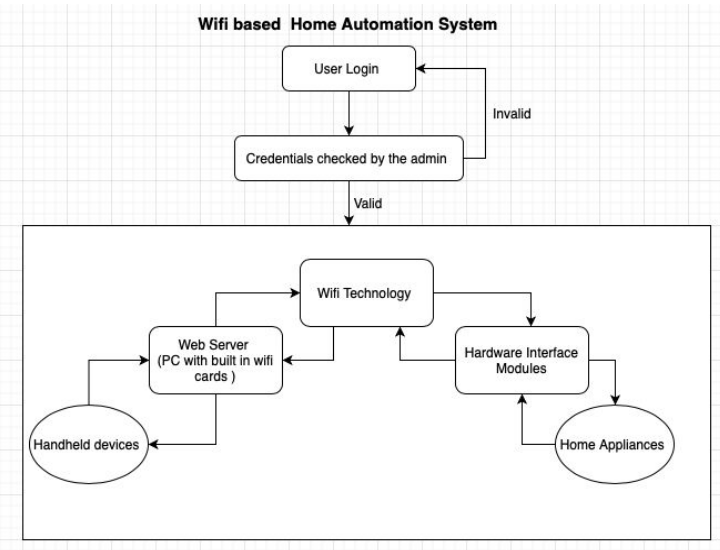 Wifi based  Home Automation System
User Login
Invalid
Credentials checked by the admin
Valid
Wifi Technology
Web Server
(PC with built in wifi
cards )
Hardware Interface
Modules
Handheld devices
Home Appliances